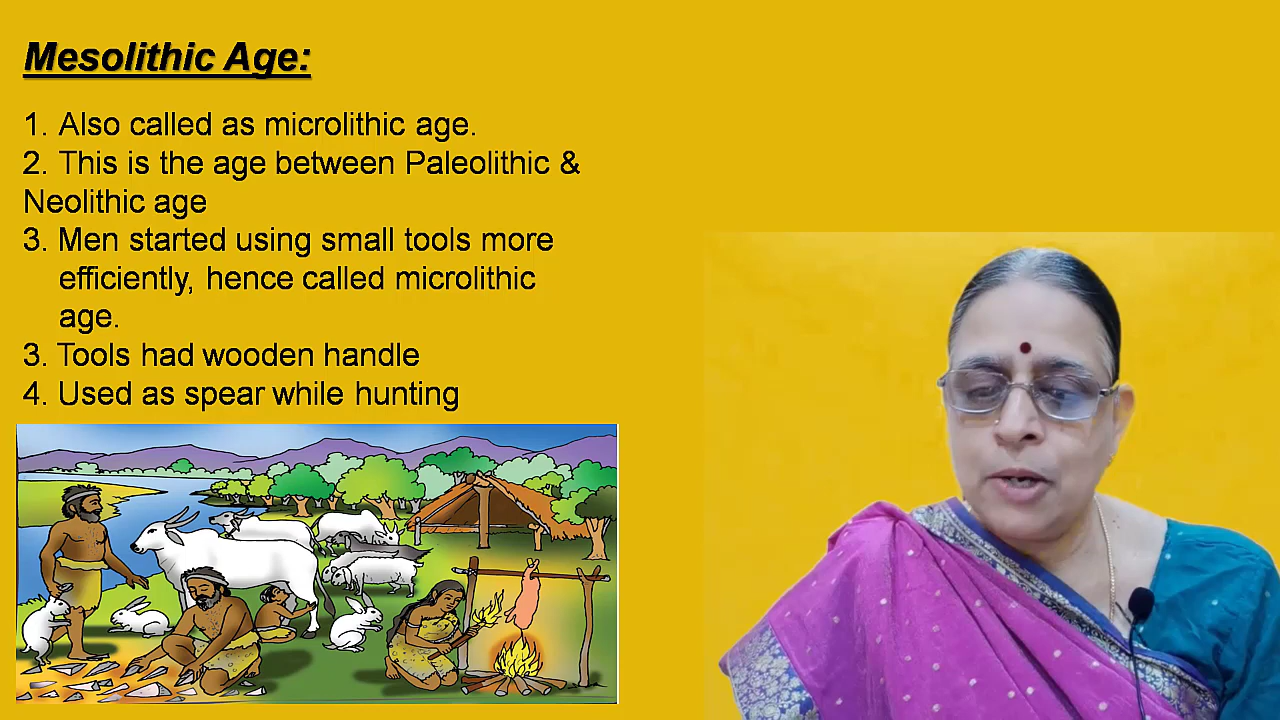 Mesolithic Age:
1. Also called as microlithic age.
2. This is the age between Paleolithic &
Neolithic age
3. Men started using small tools more
efficiently, hence called microlithic
age.
3. Tools had wooden handle
4. Used as spear while hunting